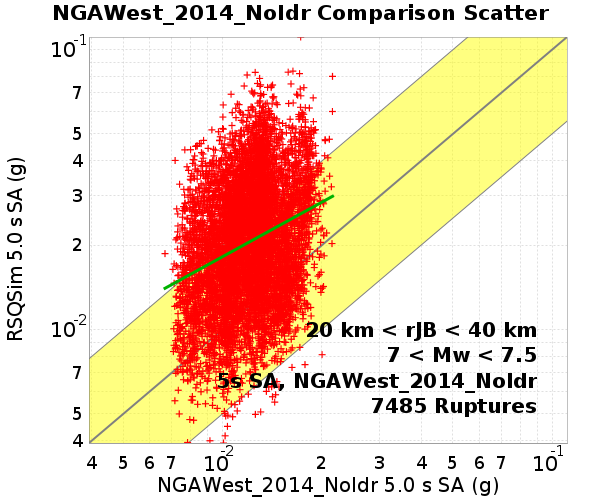 NGAWest_2014_NoIdr Comparison Scatter
10-1
7
5
4
3
2
10-2
7
5
4
RSQSim 5.0 s SA (g)
20 km < rJB < 40 km
7 < Mw < 7.5
5s SA, NGAWest_2014_NoIdr
7485 Ruptures
4 5 6 7 10-2 2 3 4 5 6 7 10-1
NGAWest_2014_NoIdr 5.0 s SA (g)